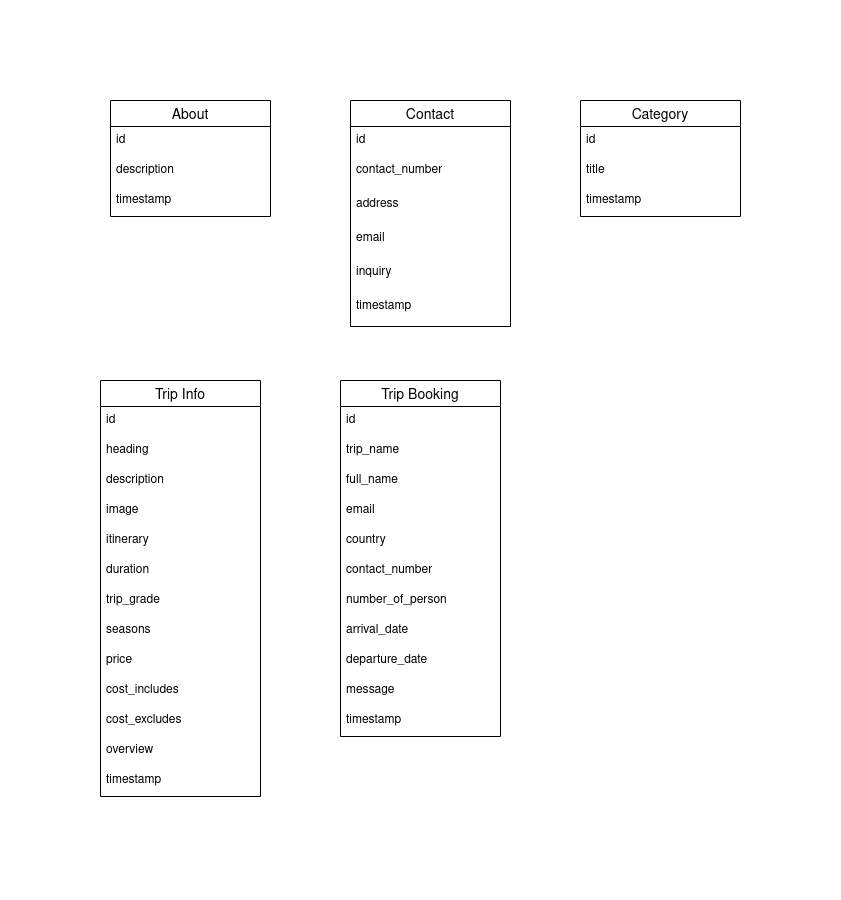 About
id
description
timestamp
Contact
id
contact_number
address
email
inquiry
timestamp
Category
id
title
timestamp
Trip Info
id
heading
description
image
itinerary
duration
trip_grade
seasons
price
cost_includes
cost_excludes
overview
timestamp
Trip Booking
id
trip_name
full_name
email
country
contact_number
number_of_person
arrival_date
departure_date
message
timestamp